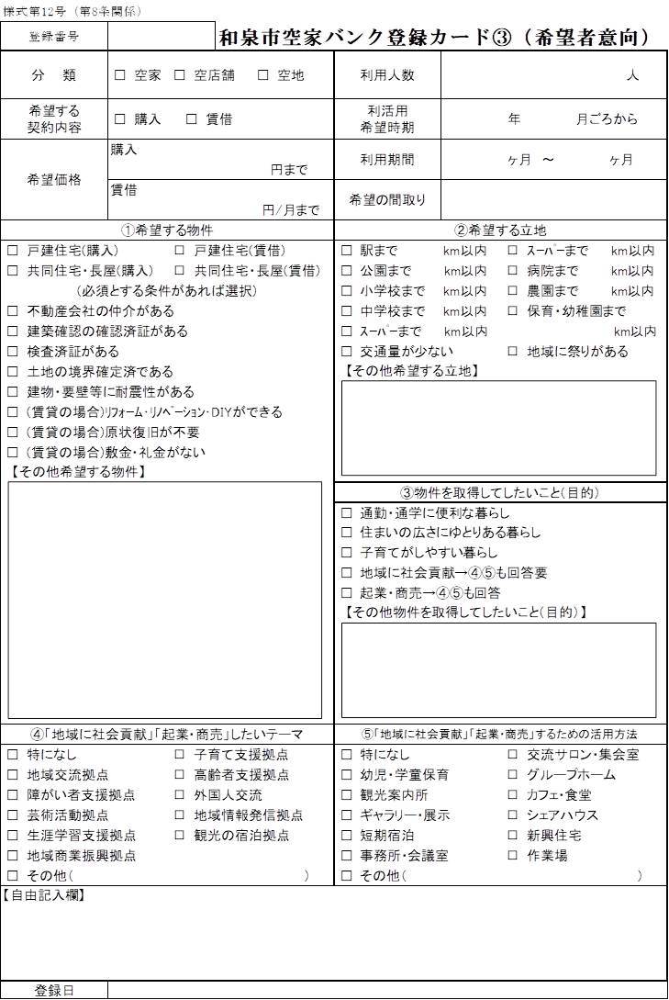 様式第12号（第8条関係）
登録番号
和泉市空家バンク登録カード③（希望者意向）
分　類
□ 空家　□ 空店舗　□ 空地
利用人数
人
希望する
契約内容
□ 購入　□ 賃借
利活用
希望時期
年　月ごろから
希望価格
購入
円まで
賃借
円/月まで
利用期間
ヶ月　～　ヶ月
希望の間取り
①希望する物件
□ 戸建住宅(購入)　□ 戸建住宅(賃借)
□ 共同住宅・長屋(購入)　□ 共同住宅・長屋(賃借)
(必須とする条件があれば選択)
□ 不動産会社の仲介がある
□ 建築確認の確認済証がある
□ 検査済証がある
□ 土地の境界確定済である
□ 建物・要壁等に耐震性がある
□ (賃貸の場合)ﾘﾌｫｰﾑ・ﾘﾉﾍﾞｰｼｮﾝ・DIYができる
□ (賃貸の場合)原状復旧が不要
□ (賃貸の場合)敷金・礼金がない
【その他希望する物件】
②希望する立地
□ 駅まで　km以内　□ ｽｰﾊﾟｰまで　km以内
□ 公園まで　km以内　□ 病院まで　km以内
□ 小学校まで　km以内　□ 農園まで　km以内
□ 中学校まで　km以内　□ 保育・幼稚園まで
□ ｽｰﾊﾟｰまで　km以内　km以内
□ 交通量が少ない　□ 地域に祭りがある
【その他希望する立地】
③物件を取得してしたいこと(目的)
□ 通勤・通学に便利な暮らし
□ 住まいの広さにゆとりある暮らし
□ 子育てがしやすい暮らし
□ 地域に社会貢献→④⑤も回答要
□ 起業・商売→④⑤も回答
【その他物件を取得してしたいこと(目的)】
④「地域に社会貢献」「起業・商売」したいテーマ
□ 特になし　□ 子育て支援拠点
□ 地域交流拠点　□ 高齢者支援拠点
□ 障がい者支援拠点　□ 外国人交流
□ 芸術活動拠点　□ 地域情報発信拠点
□ 生涯学習支援拠点　□ 観光の宿泊拠点
□ 地域商業振興拠点
□ その他(　)
⑤「地域に社会貢献」「起業・商売」するための活用方法
□ 特になし　□ 交流サロン・集会室
□ 幼児・学童保育　□ グループホーム
□ 観光案内所　□ カフェ・食堂
□ ギャラリー・展示　□ シェアハウス
□ 短期宿泊　□ 新興住宅
□ 事務所・会議室　□ 作業場
□ その他(　)
【自由記入欄】
登録日